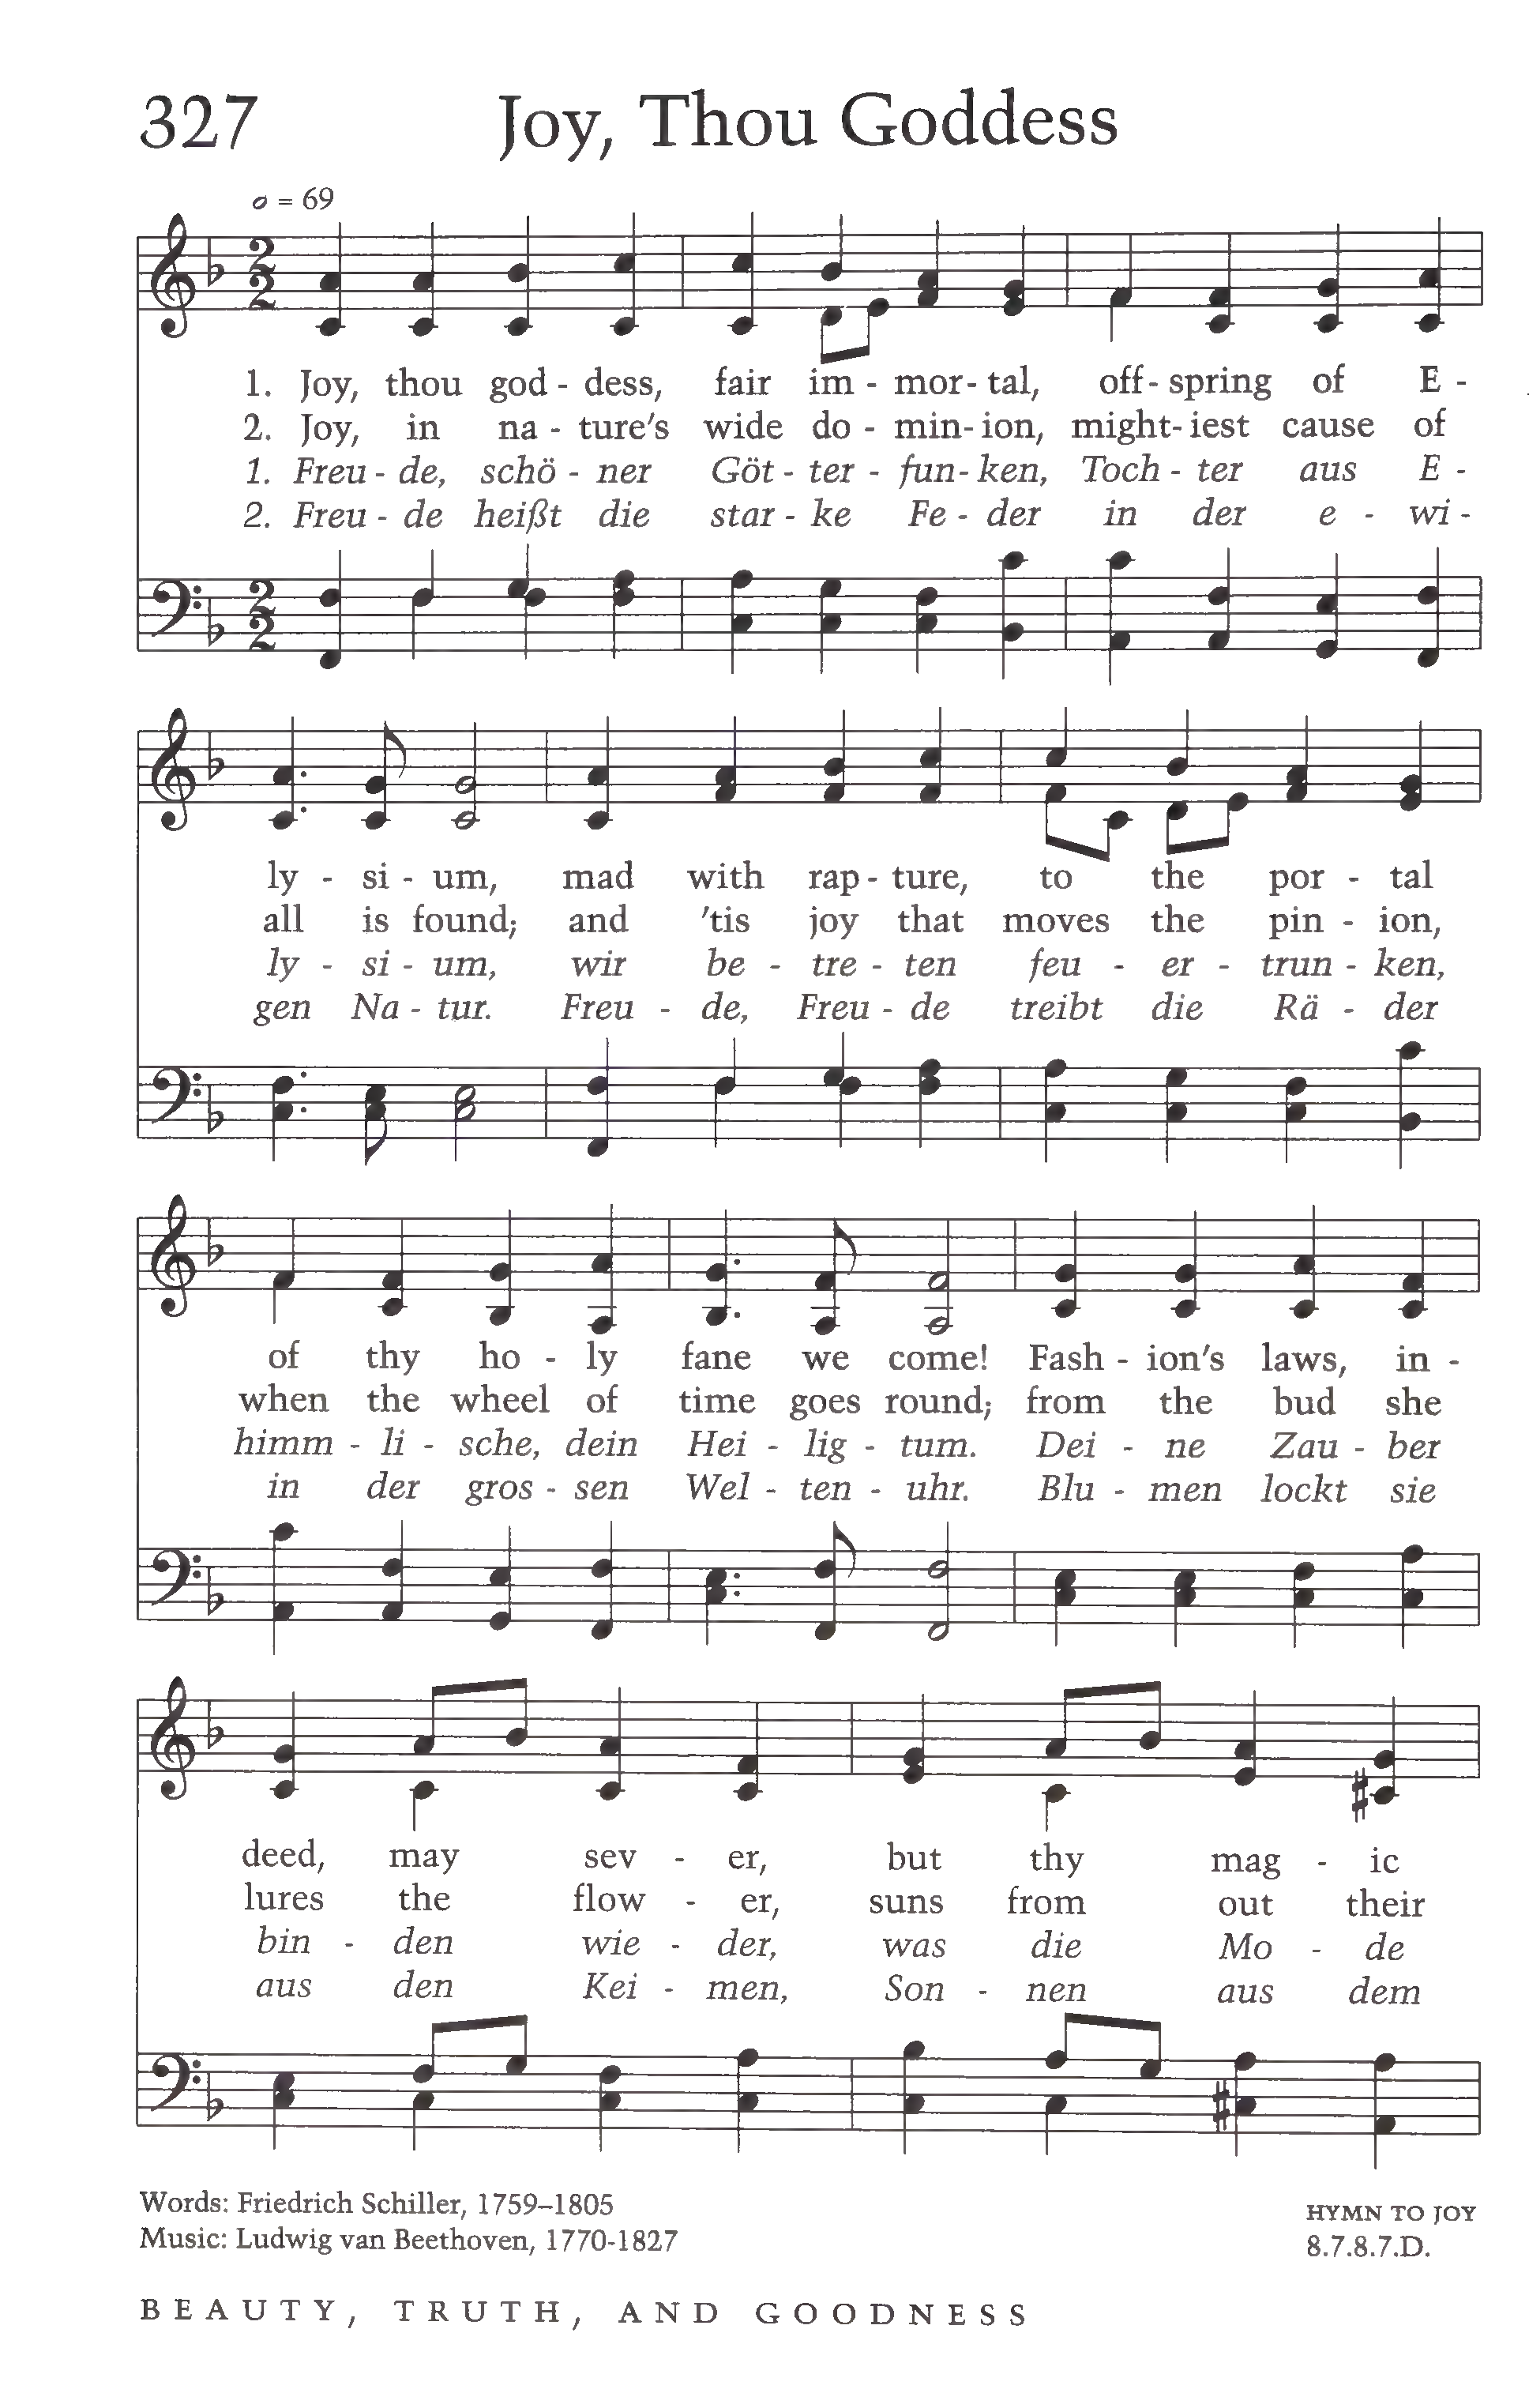 327 Joy, Thou Goddess
= 69
1. Joy, thou god - dess, fair im - mor - tal, off - spring of E -
2. Joy, in na - ture's wide do - min - ion, might - iest cause of
1. Freu - de, schö - ner Göt - ter - fun - ken, Toch - ter aus E -
2. Freu - de heißt die star - ke Fe - der in der e - wi -
ly - si - um, mad with rap - ture, to the por - tal
all is found; and 'tis joy that moves the pin - ion,
ly - si - um, wir be - tre - ten feu - er - trun - ken,
gen Na - tur. Freu - de, Freu - de treibt die Rä - der
of thy ho - ly fane we come! Fash - ion's laws, in -
when the wheel of time goes round; from the bud she
himm - li - sche, dein Hei - lig - tum. Dei - ne Zau - ber
in der gros - sen Wel - ten - uhr. Blu - men lockt sie
deed, may sev - er, but thy mag - ic
lures the flow - er, suns from out their
bin - den wie - der, was die Mo - de
aus den Kei - men, Son - nen aus dem
Words: Friedrich Schiller, 1759–1805
Music: Ludwig van Beethoven, 1770-1827
HYMN TO JOY
8.7.8.7.D.
BEAUTY, TRUTH, AND GOODNESS